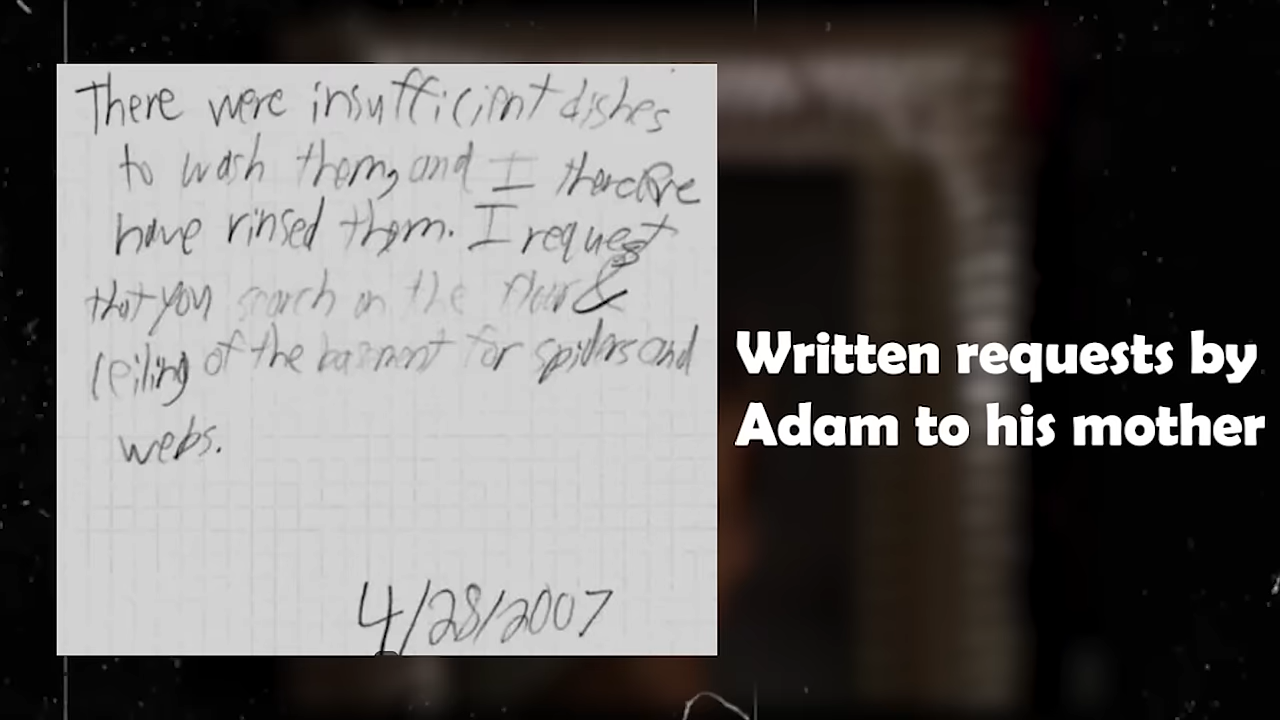 There were insufficient dishes
to wash them, and I therefore
have rinsed them. I request
that you search on the floor &
ceiling of the basment for spiders and
webs.
4/28/2007
Written requests by
Adam to his mother